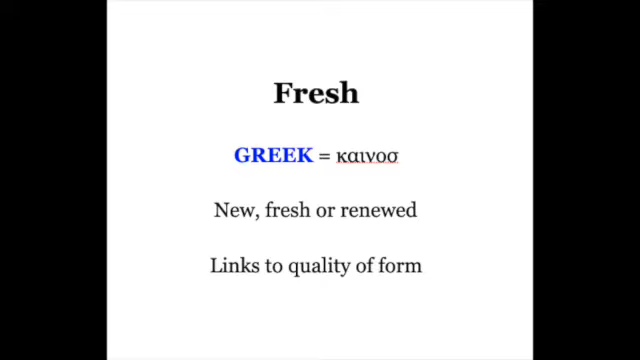 Fresh
GREEK = καινοσ
New, fresh or renewed
Links to quality of form